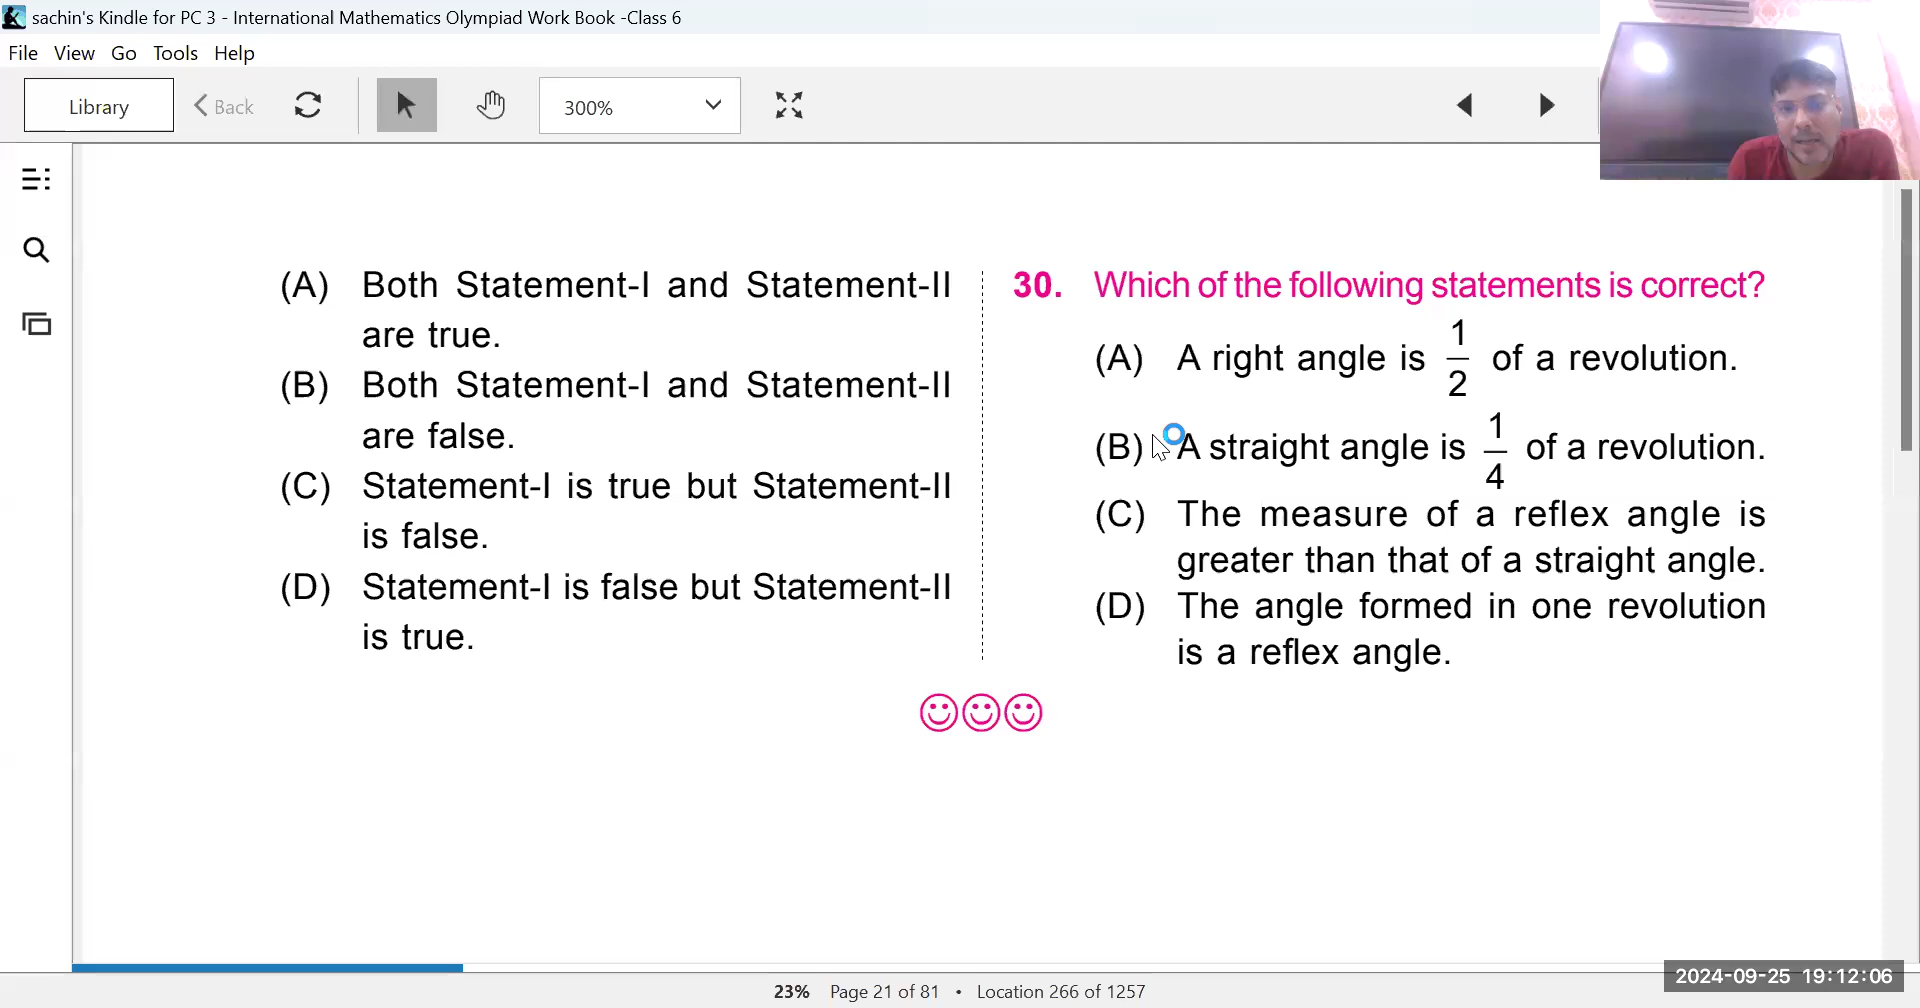 sachin's Kindle for PC 3 - International Mathematics Olympiad Work Book -Class 6
File View Go Tools Help
Library Back 300%
(A) Both Statement-I and Statement-II
are true.
(B) Both Statement-I and Statement-II
are false.
(C) Statement-I is true but Statement-II
is false.
(D) Statement-I is false but Statement-II
is true.
30. Which of the following statements is correct?
(A) A right angle is 1/2 of a revolution.
(B) A straight angle is 1/4 of a revolution.
(C) The measure of a reflex angle is
greater than that of a straight angle.
(D) The angle formed in one revolution
is a reflex angle.
23% Page 21 of 81 • Location 266 of 1257
2024-09-25 19:12:06